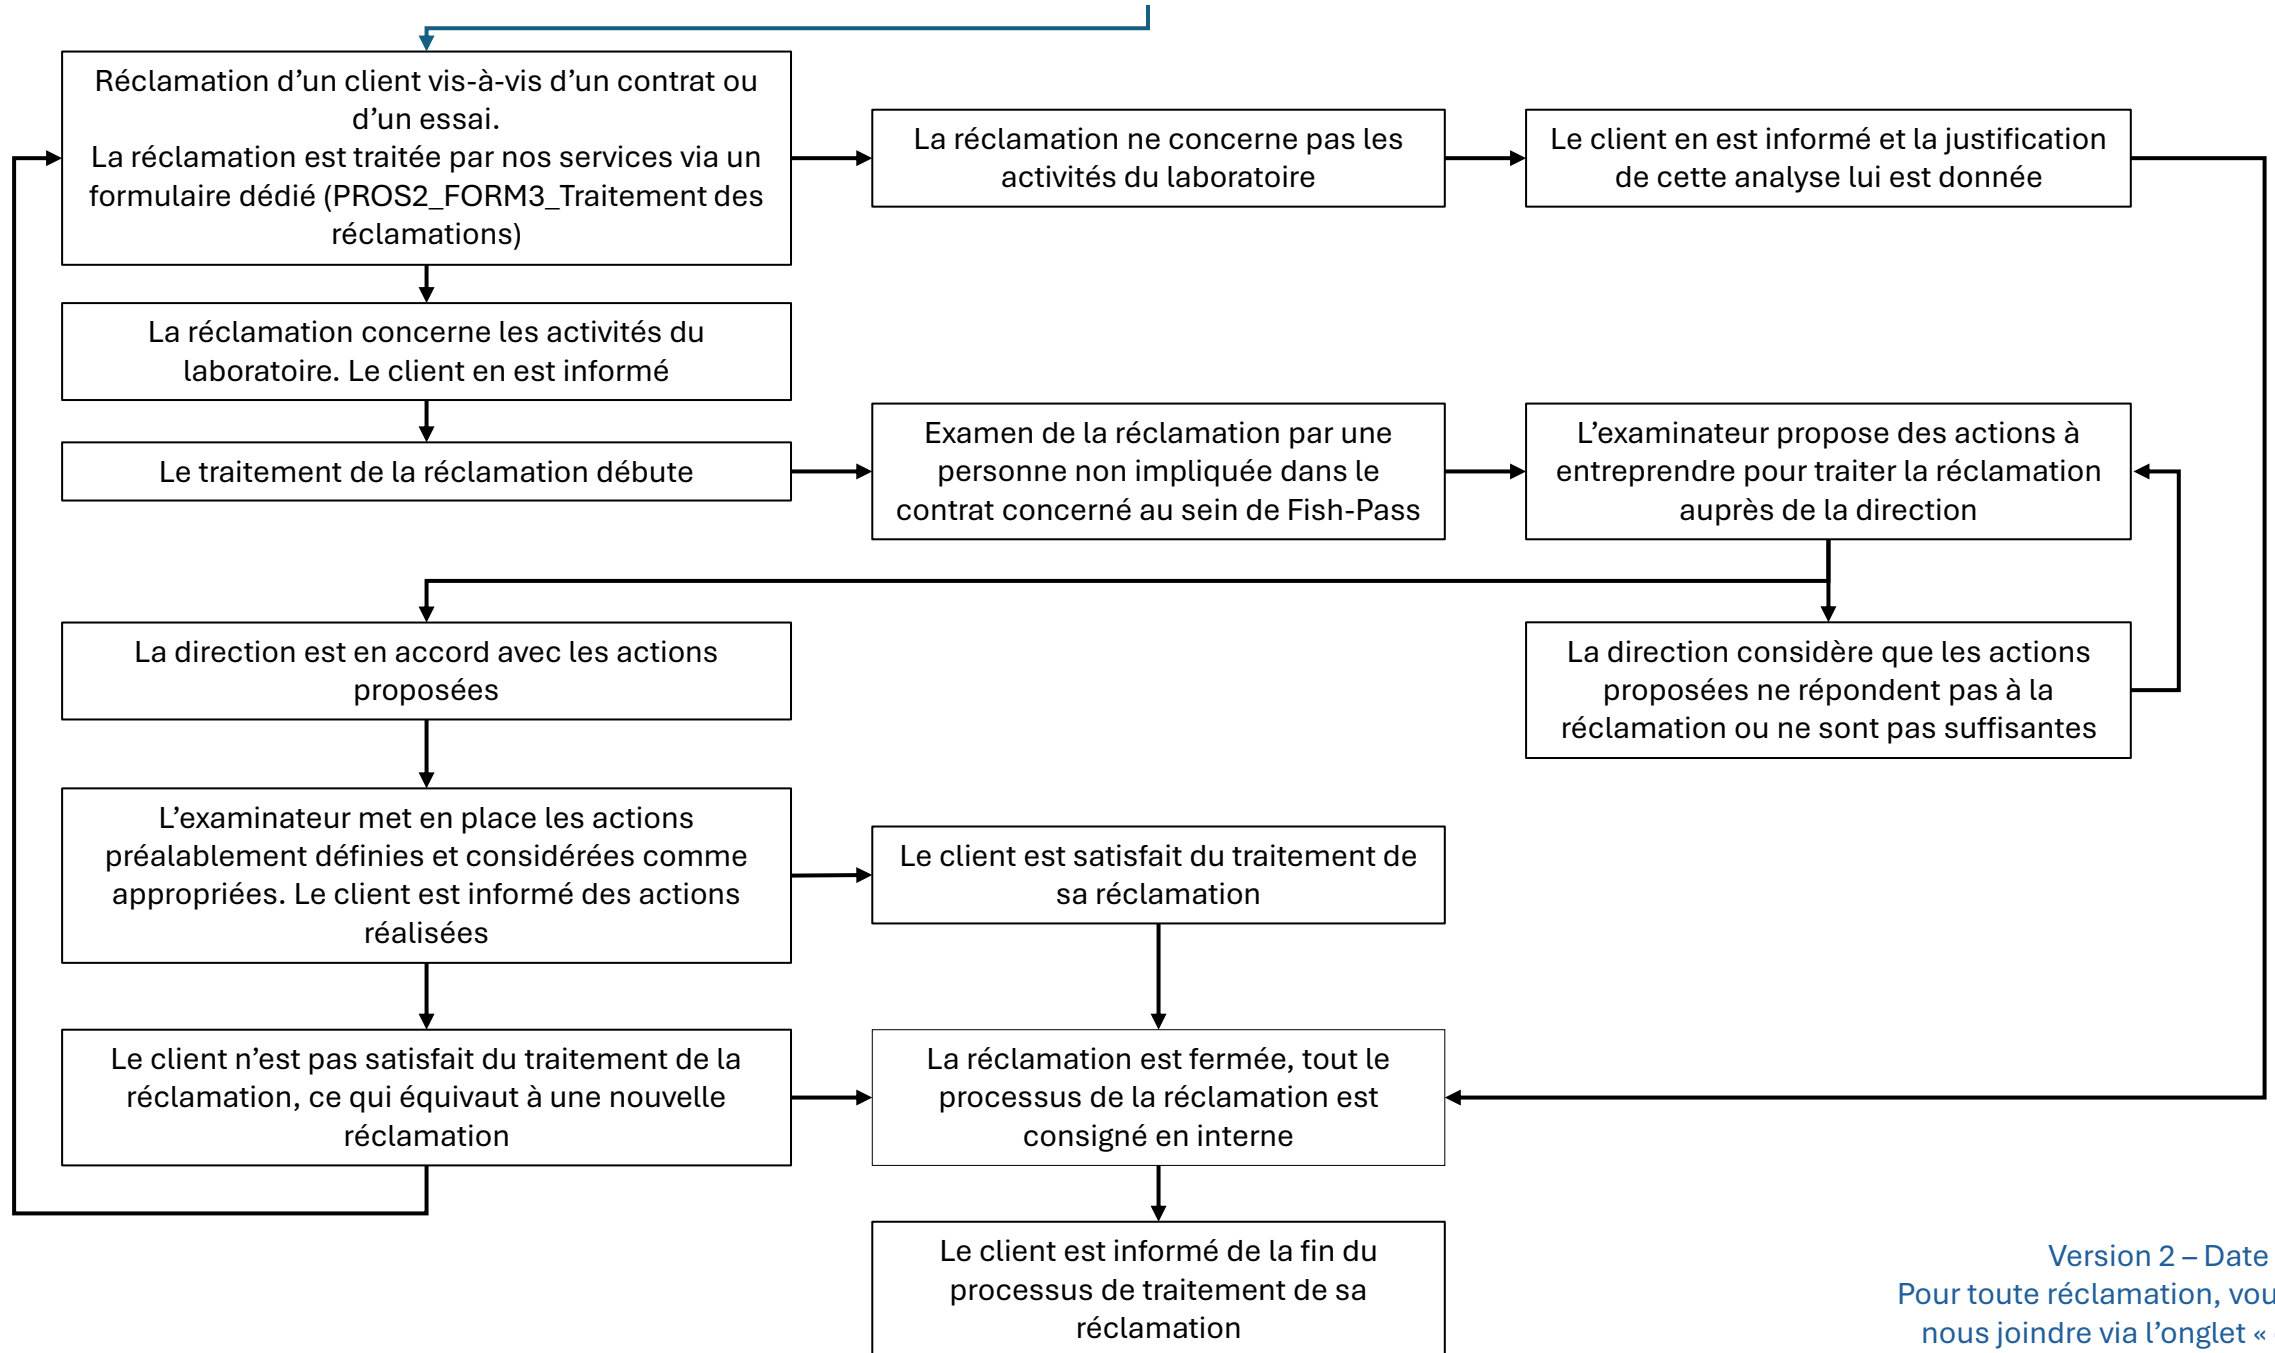 Réclamation d’un client vis-à-vis d’un contrat ou
d’un essai.
La réclamation est traitée par nos services via un
formulaire dédié (PROS2_FORM3_Traitement des
réclamations)
La réclamation ne concerne pas les
activités du laboratoire
Le client en est informé et la justification
de cette analyse lui est donnée
La réclamation concerne les activités du
laboratoire. Le client en est informé
Le traitement de la réclamation débute
Examen de la réclamation par une
personne non impliquée dans le
contrat concerné au sein de Fish-Pass
L’examinateur propose des actions à
entreprendre pour traiter la réclamation
auprès de la direction
La direction est en accord avec les actions
proposées
La direction considère que les actions
proposées ne répondent pas à la
réclamation ou ne sont pas suffisantes
L’examinateur met en place les actions
préalablement définies et considérées comme
appropriées. Le client est informé des actions
réalisées
Le client est satisfait du traitement de
sa réclamation
Le client n’est pas satisfait du traitement de la
réclamation, ce qui équivaut à une nouvelle
réclamation
La réclamation est fermée, tout le
processus de la réclamation est
consigné en interne
Le client est informé de la fin du
processus de traitement de sa
réclamation
Version 2 – Date
Pour toute réclamation, vou
nous joindre via l’onglet «